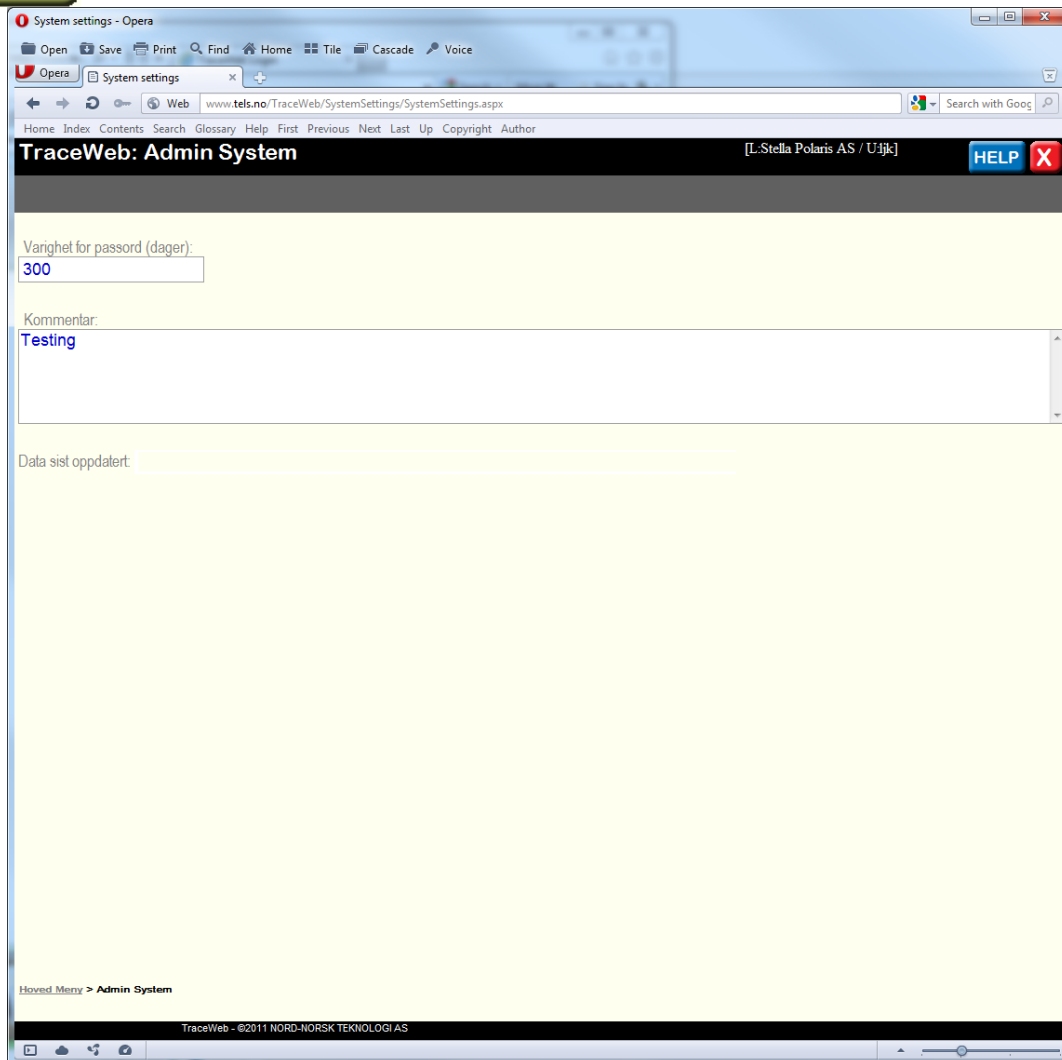 System settings - Opera
Open Save Print Find Home Tile Cascade Voice
Opera System settings
Web www.tels.no/TraceWeb/SystemSettings/SystemSettings.aspx Search with Goog
Home Index Contents Search Glossary Help First Previous Next Last Up Copyright Author
TraceWeb: Admin System [L:Stella Polaris AS / U:ljk] HELP X
Varighet for passord (dager):
300
Kommentar:
Testing
Data sist oppdatert:
Hoved Meny > Admin System
TraceWeb - ©2011 NORD-NORSK TEKNOLOGI AS